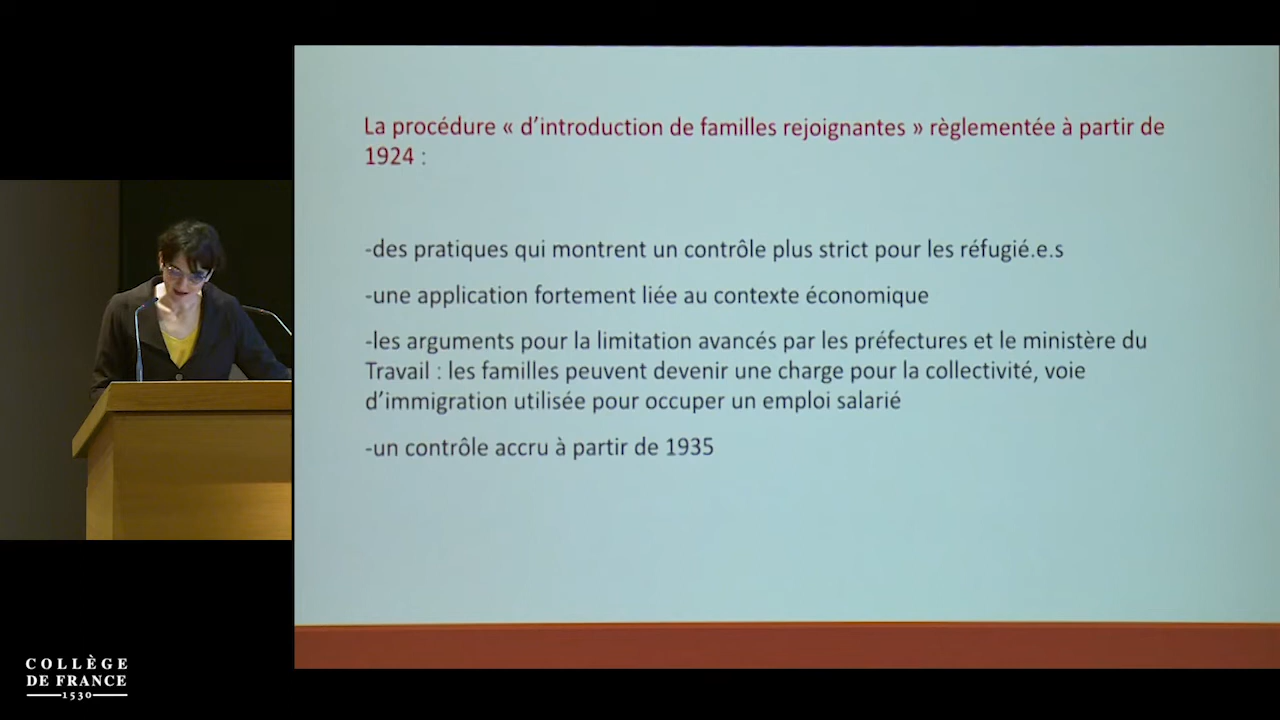 La procédure « d’introduction de familles rejoignantes » règlementée à partir de
1924 :
-des pratiques qui montrent un contrôle plus strict pour les réfugié.e.s
-une application fortement liée au contexte économique
-les arguments pour la limitation avancés par les préfectures et le ministère du
Travail : les familles peuvent devenir une charge pour la collectivité, voie
d’immigration utilisée pour occuper un emploi salarié
-un contrôle accru à partir de 1935
COLLÈGE
DE FRANCE
1530